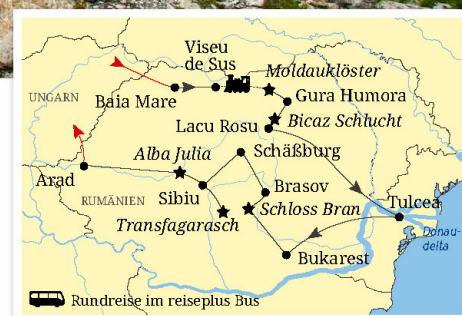 Viseu
de Sus
Moldauklöster
UNGARN
Baia Mare
Gura Humora
Lacu Rosu
Bicaz Schlucht
Alba Julia
Schäßburg
Arad
Sibiu
Brasov
Tulcea
RUMÄNIEN
Schloss Bran
Transfagarasch
Donau-
delta
Bukarest
Rundreise im reiseplus Bus